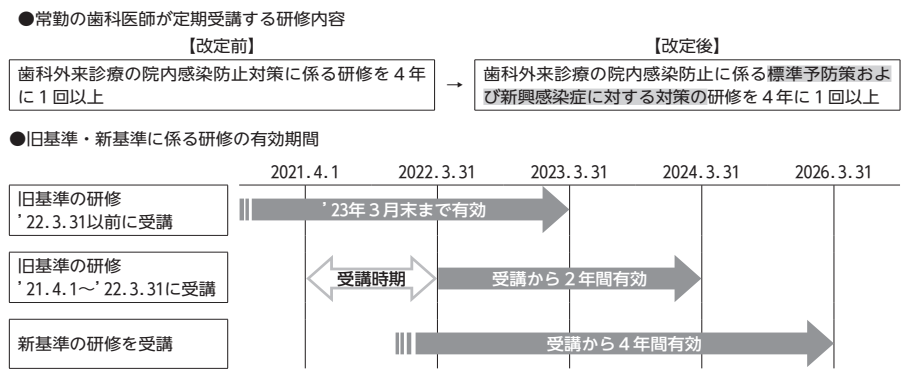 ●常勤の歯科医師が定期受講する研修内容
【改定前】
歯科外来診療の院内感染防止対策に係る研修を４年
に１回以上
→
【改定後】
歯科外来診療の院内感染防止に係る標準予防策およ
び新興感染症に対する対策の研修を４年に１回以上
●旧基準・新基準に係る研修の有効期間
2021.4.1 2022.3.31 2023.3.31 2024.3.31 2026.3.31
旧基準の研修
’22.3.31以前に受講
’23年３月末まで有効
旧基準の研修
’21.4.1～’22.3.31に受講
受講時期 受講から２年間有効
新基準の研修を受講
受講から４年間有効